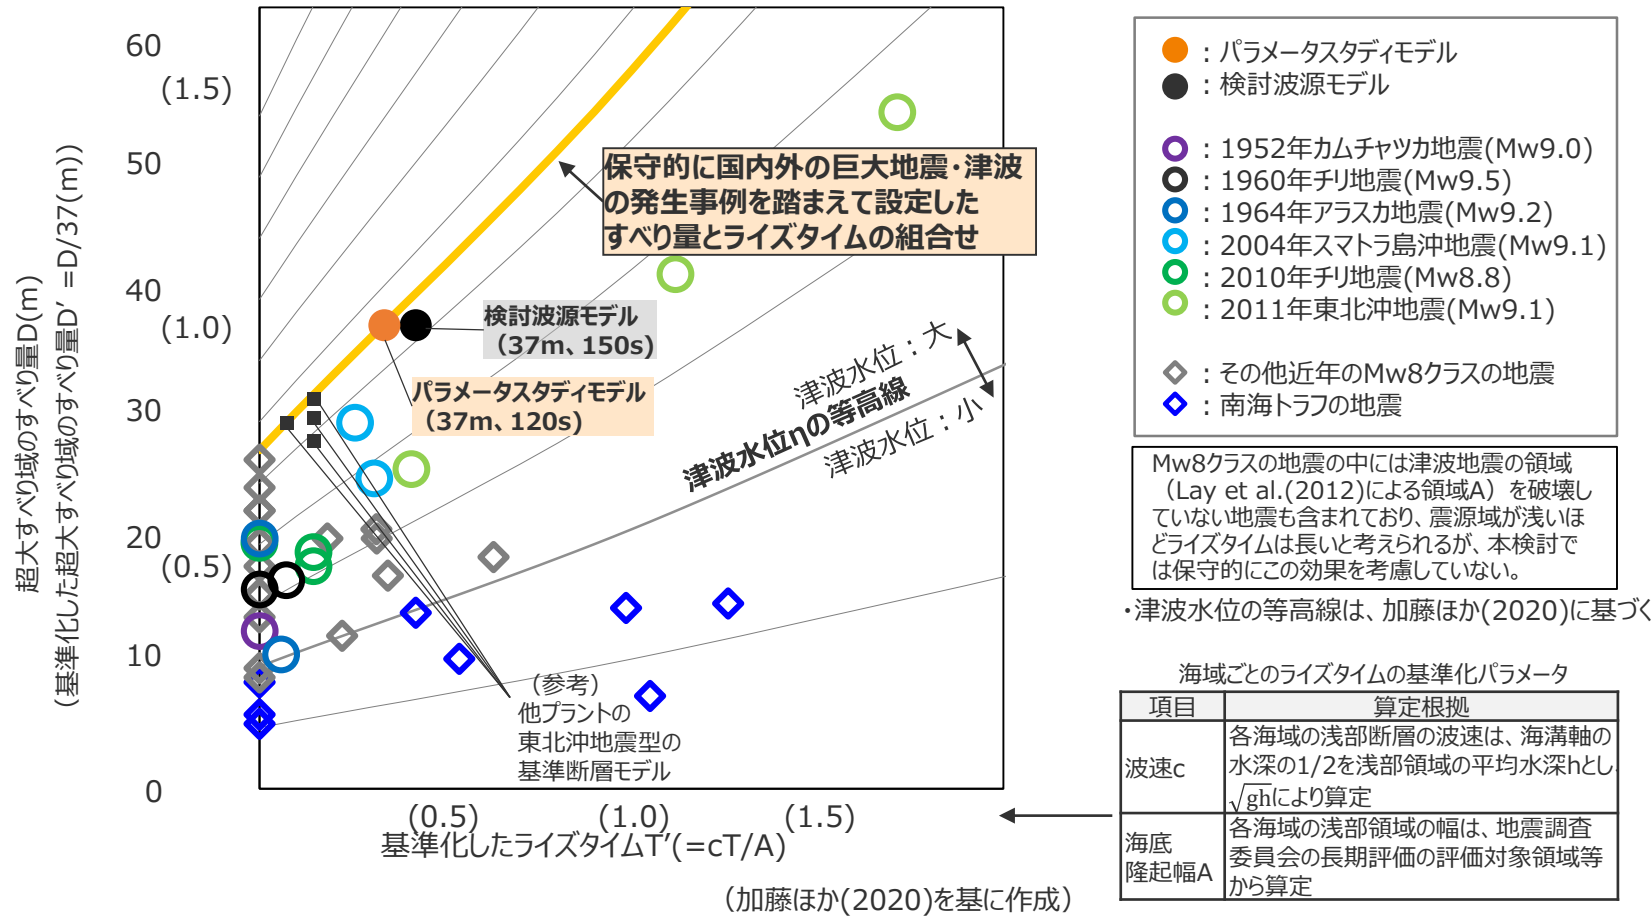 超大すべり域のすべり量D(m)
(基準化した超大すべり域のすべり量D′ =D/37(m))
60
(1.5)
50
40
(1.0)
30
20
(0.5)
10
0
(0.5)
(1.0)
(1.5)
基準化したライズタイムT'(=cT/A)
(加藤ほか(2020)を基に作成)
保守的に国内外の巨大地震・津波
の発生事例を踏まえて設定した
すべり量とライズタイムの組合せ
検討波源モデル
(37m、150s)
パラメータスタディモデル
(37m、120s)
津波水位:大
津波水位ηの等高線
津波水位:小
(参考)
他プラントの
東北沖地震型の
基準断層モデル
:パラメータスタディモデル
:検討波源モデル
:1952年カムチャツカ地震(Mw9.0)
:1960年チリ地震(Mw9.5)
:1964年アラスカ地震(Mw9.2)
:2004年スマトラ島沖地震(Mw9.1)
:2010年チリ地震(Mw8.8)
:2011年東北沖地震(Mw9.1)
:その他近年のMw8クラスの地震
:南海トラフの地震
Mw8クラスの地震の中には津波地震の領域
(Lay et al.(2012)による領域A)を破壊し
ていない地震も含まれており、震源域が浅いほ
どライズタイムは長いと考えられるが、本検討で
は保守的にこの効果を考慮していない。
・津波水位の等高線は、加藤ほか(2020)に基づく
海域ごとのライズタイムの基準化パラメータ
項目
算定根拠
波速c
各海域の浅部断層の波速は、海溝軸の
水深の1/2を浅部領域の平均水深hとし、
√ghにより算定
海底
隆起幅A
各海域の浅部領域の幅は、地震調査
委員会の長期評価の評価対象領域等
から算定